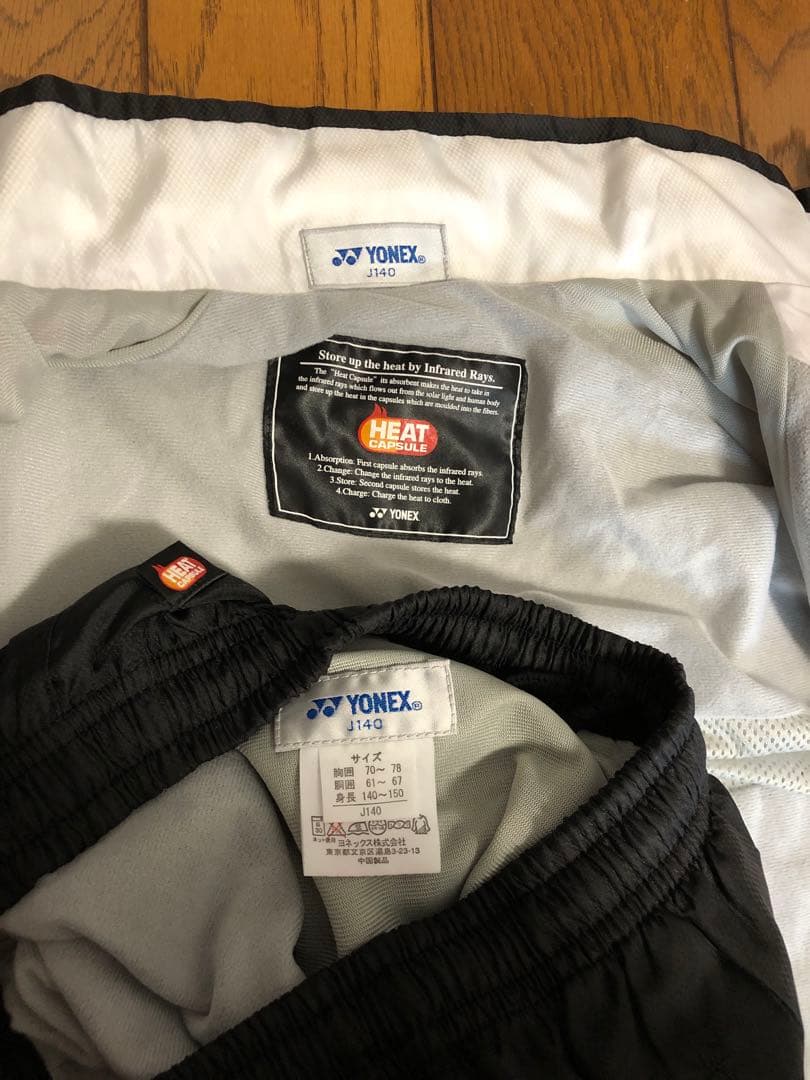 YONEX®
J140
Store up the heat by Infrared Rays.
The "Heat Capsule" its absorbent makes the heat to take in
the infrared rays which flows out from the solar light and human body
and store up the heat in the capsules which are moulded into the fibers.
HEAT
CAPSULE
1.Absorption: First capsule absorbs the infrared rays.
2.Change: Change the infrared rays to the heat.
3.Store: Second capsule stores the heat.
4.Charge: Charge the heat to cloth.
YONEX
HEAT
CAPSULE
YONEX®
J140
サイズ
胸囲 70〜 78
胴囲 61〜 67
身長 140〜150
J140
ネット使用
ヨネックス株式会社
東京都文京区湯島3-23-13
中国製品